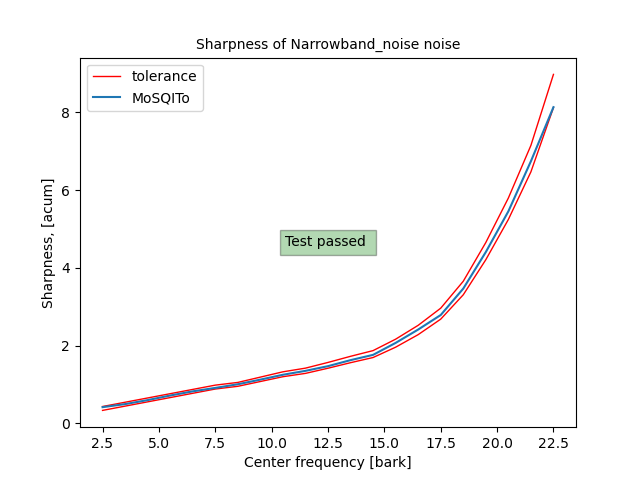 Sharpness of Narrowband_noise noise
tolerance
MoSQITo
Test passed
Sharpness, [acum]
8
6
4
2
0
2.5 5.0 7.5 10.0 12.5 15.0 17.5 20.0 22.5
Center frequency [bark]